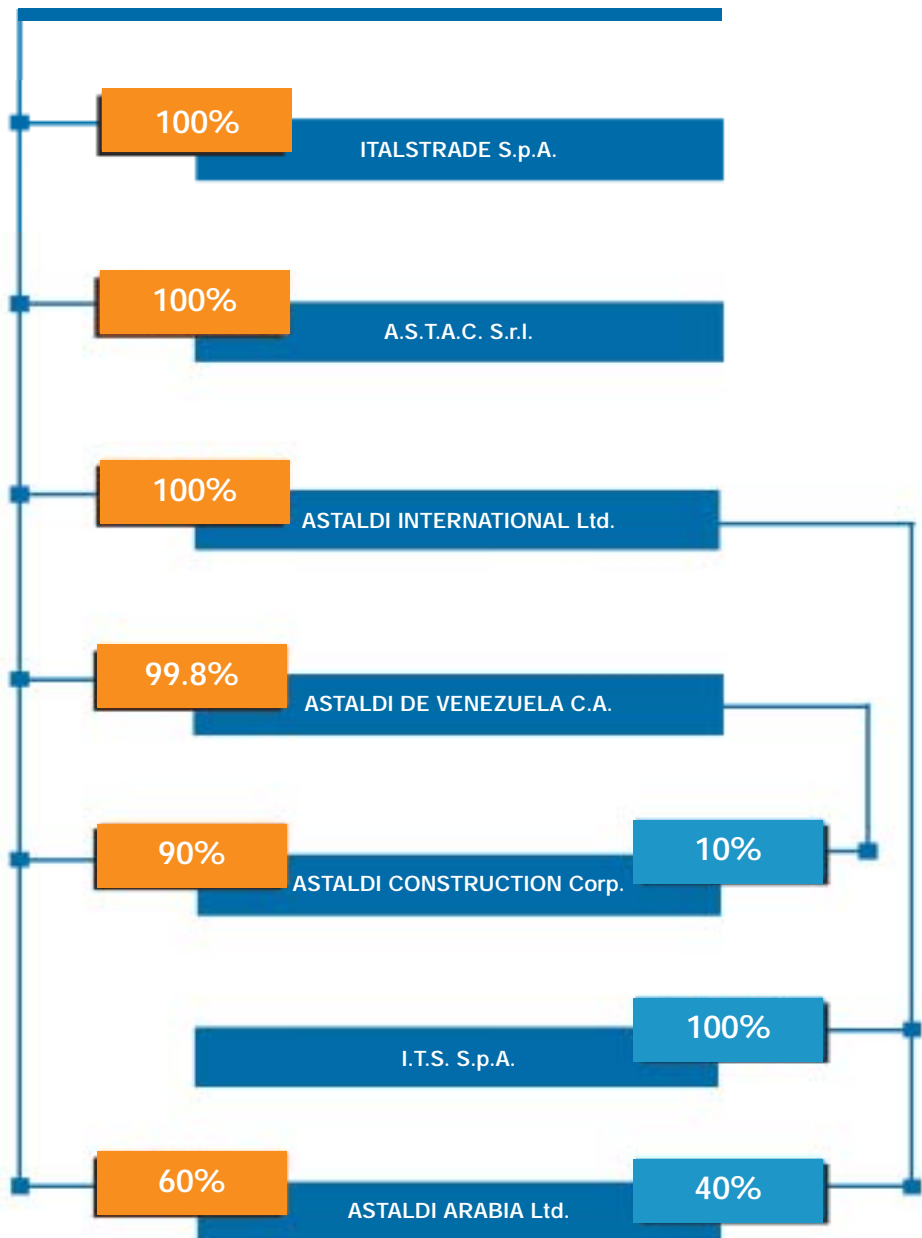 100%
ITALSTRADE S.p.A.
100%
A.S.T.A.C. S.r.l.
100%
ASTALDI INTERNATIONAL Ltd.
99.8%
ASTALDI DE VENEZUELA C.A.
90%
10%
ASTALDI CONSTRUCTION Corp.
100%
I.T.S. S.p.A.
60%
40%
ASTALDI ARABIA Ltd.